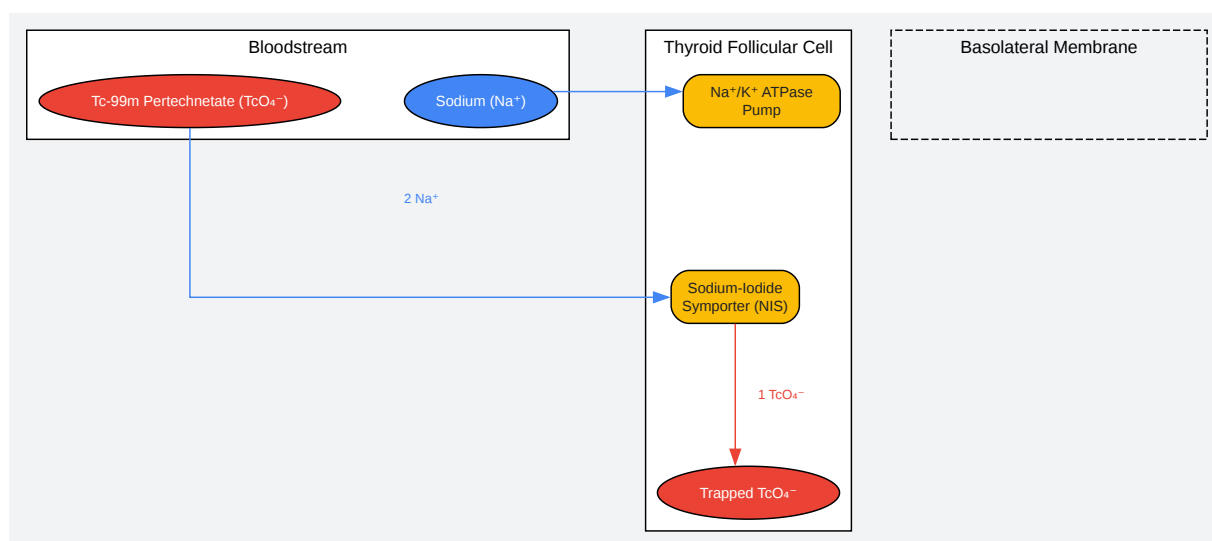 Bloodstream
Thyroid Follicular Cell
Basolateral Membrane
Tc-99m Pertechnetate (TcO₄⁻)
Sodium (Na⁺)
Na⁺/K⁺ ATPase
Pump
2 Na⁺
Sodium-Iodide
Symporter (NIS)
1 TcO₄⁻
Trapped TcO₄⁻